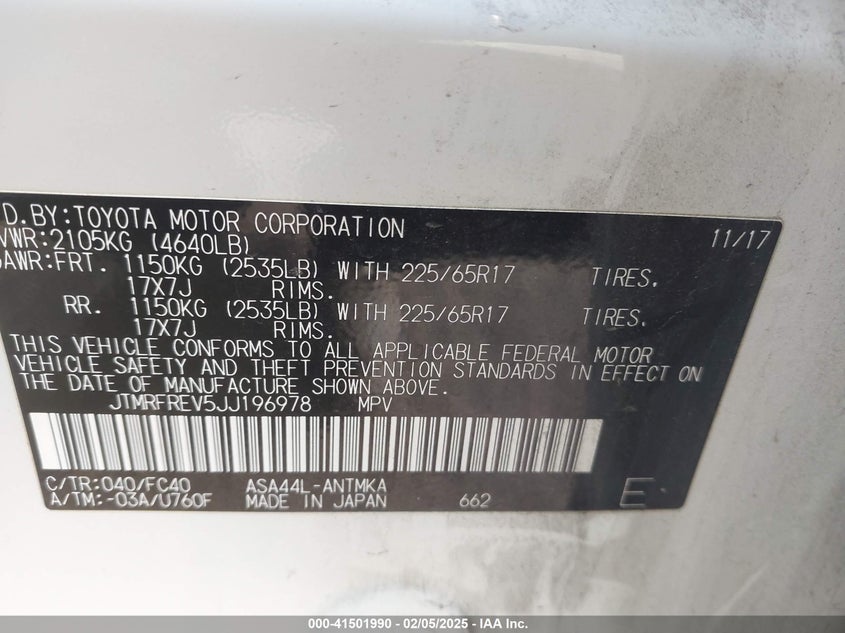 D.BY:TOYOTA MOTOR CORPORATION 11/17
VWR:2105KG (4640LB)
AWR:FRT. 1150KG (2535LB) WITH 225/65R17 TIRES.
17X7J RIMS.
RR. 1150KG (2535LB) WITH 225/65R17 TIRES.
17X7J RIMS.
THIS VEHICLE CONFORMS TO ALL APPLICABLE FEDERAL MOTOR
VEHICLE SAFETY AND THEFT PREVENTION STANDARDS IN EFFECT ON
THE DATE OF MANUFACTURE SHOWN ABOVE.
JTMRFREV5JJ196978 MPV
C/TR:040/FC40 ASA44L-ANTMKA
A/TM:-03A/U760F MADE IN JAPAN 662 E
000-41501990 — 02/05/2025 — IAA Inc.